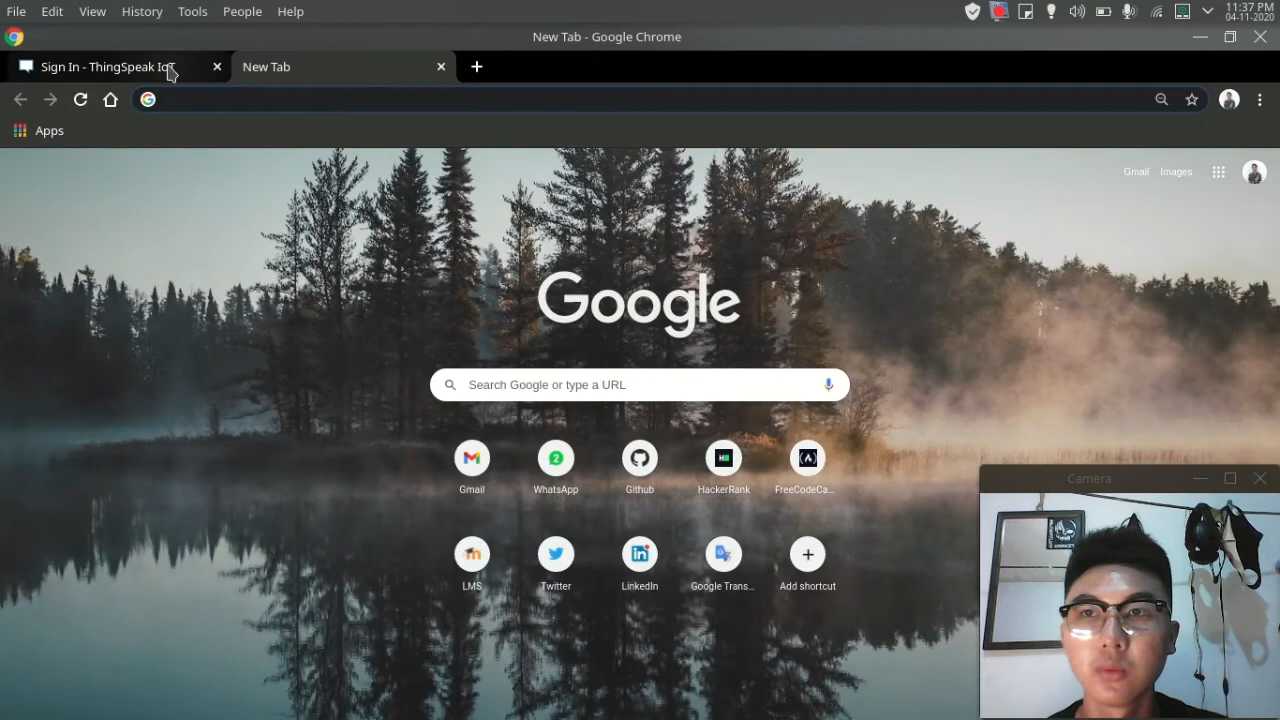 File Edit View History Tools People Help
11:37 PM
04-11-2020
New Tab - Google Chrome
Sign In - ThingSpeak IoT
New Tab
Apps
Gmail Images
Google
Search Google or type a URL
2
Gmail WhatsApp Github HackerRank FreeCodeCa...
LMS Twitter LinkedIn Google Trans... Add shortcut
Camera